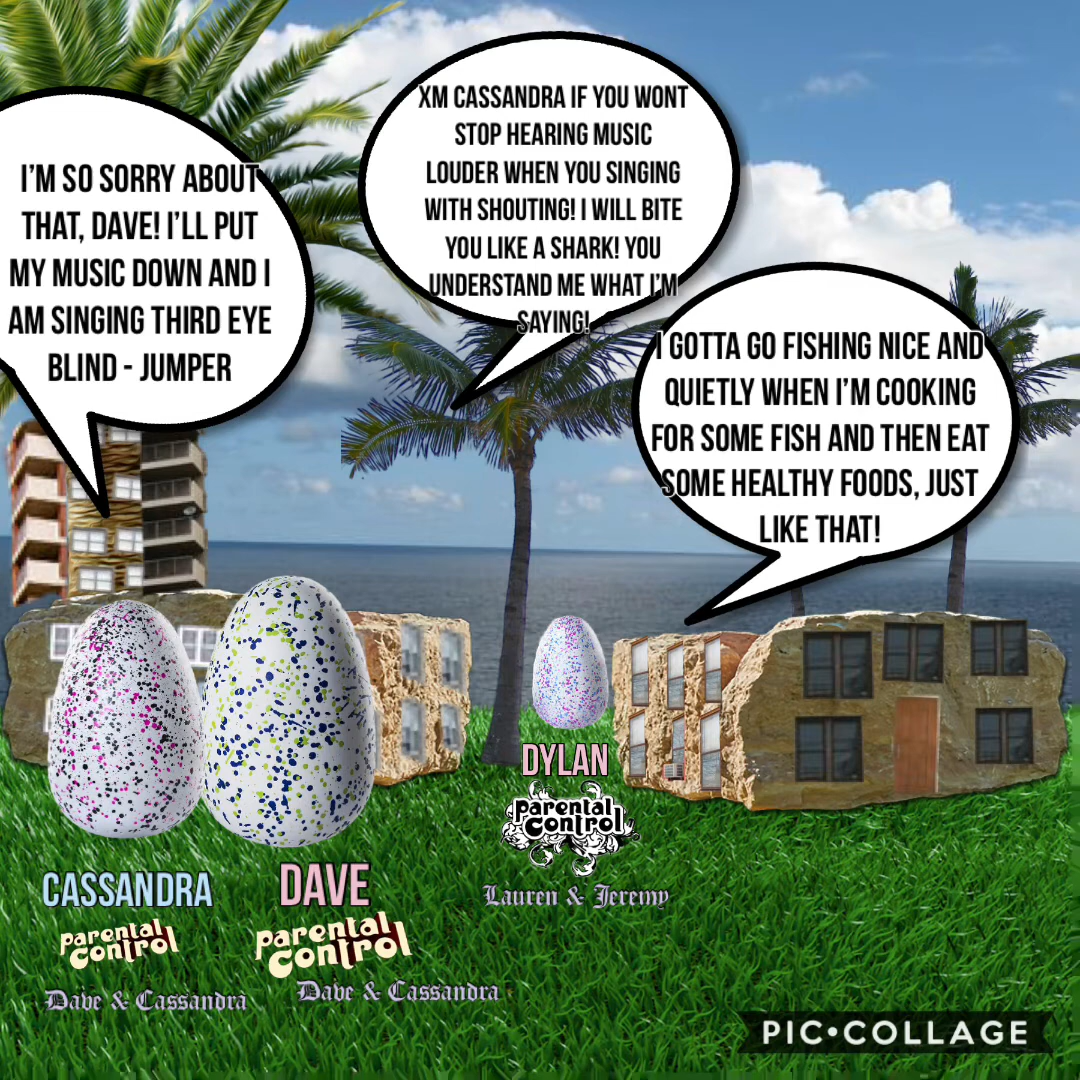 I'M SO SORRY ABOUT
THAT, DAVE! I'LL PUT
MY MUSIC DOWN AND I
AM SINGING THIRD EYE
BLIND - JUMPER
XM CASSANDRA IF YOU WONT
STOP HEARING MUSIC
LOUDER WHEN YOU SINGING
WITH SHOUTING! I WILL BITE
YOU LIKE A SHARK! YOU
UNDERSTAND ME WHAT I'M
SAYING!
I GOTTA GO FISHING NICE AND
QUIETLY WHEN I'M COOKING
FOR SOME FISH AND THEN EAT
SOME HEALTHY FOODS, JUST
LIKE THAT!
DYLAN
Parental
Control
Lauren & Jeremy
CASSANDRA
parental
control
Dave & Cassandra
DAVE
parental
control
Dave & Cassandra
PIC•COLLAGE